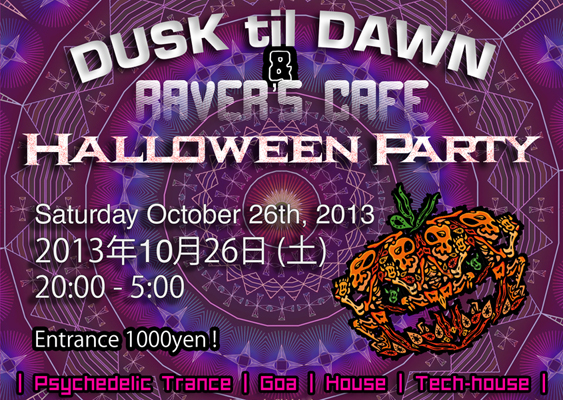 DUSK til DAWN
&
RAVER'S CAFE
HALLOWEEN PARTY
Saturday October 26th, 2013
2013年10月26日 (土)
20:00 - 5:00
Entrance 1000yen !
| Psychedelic Trance | Goa | House | Tech-house |